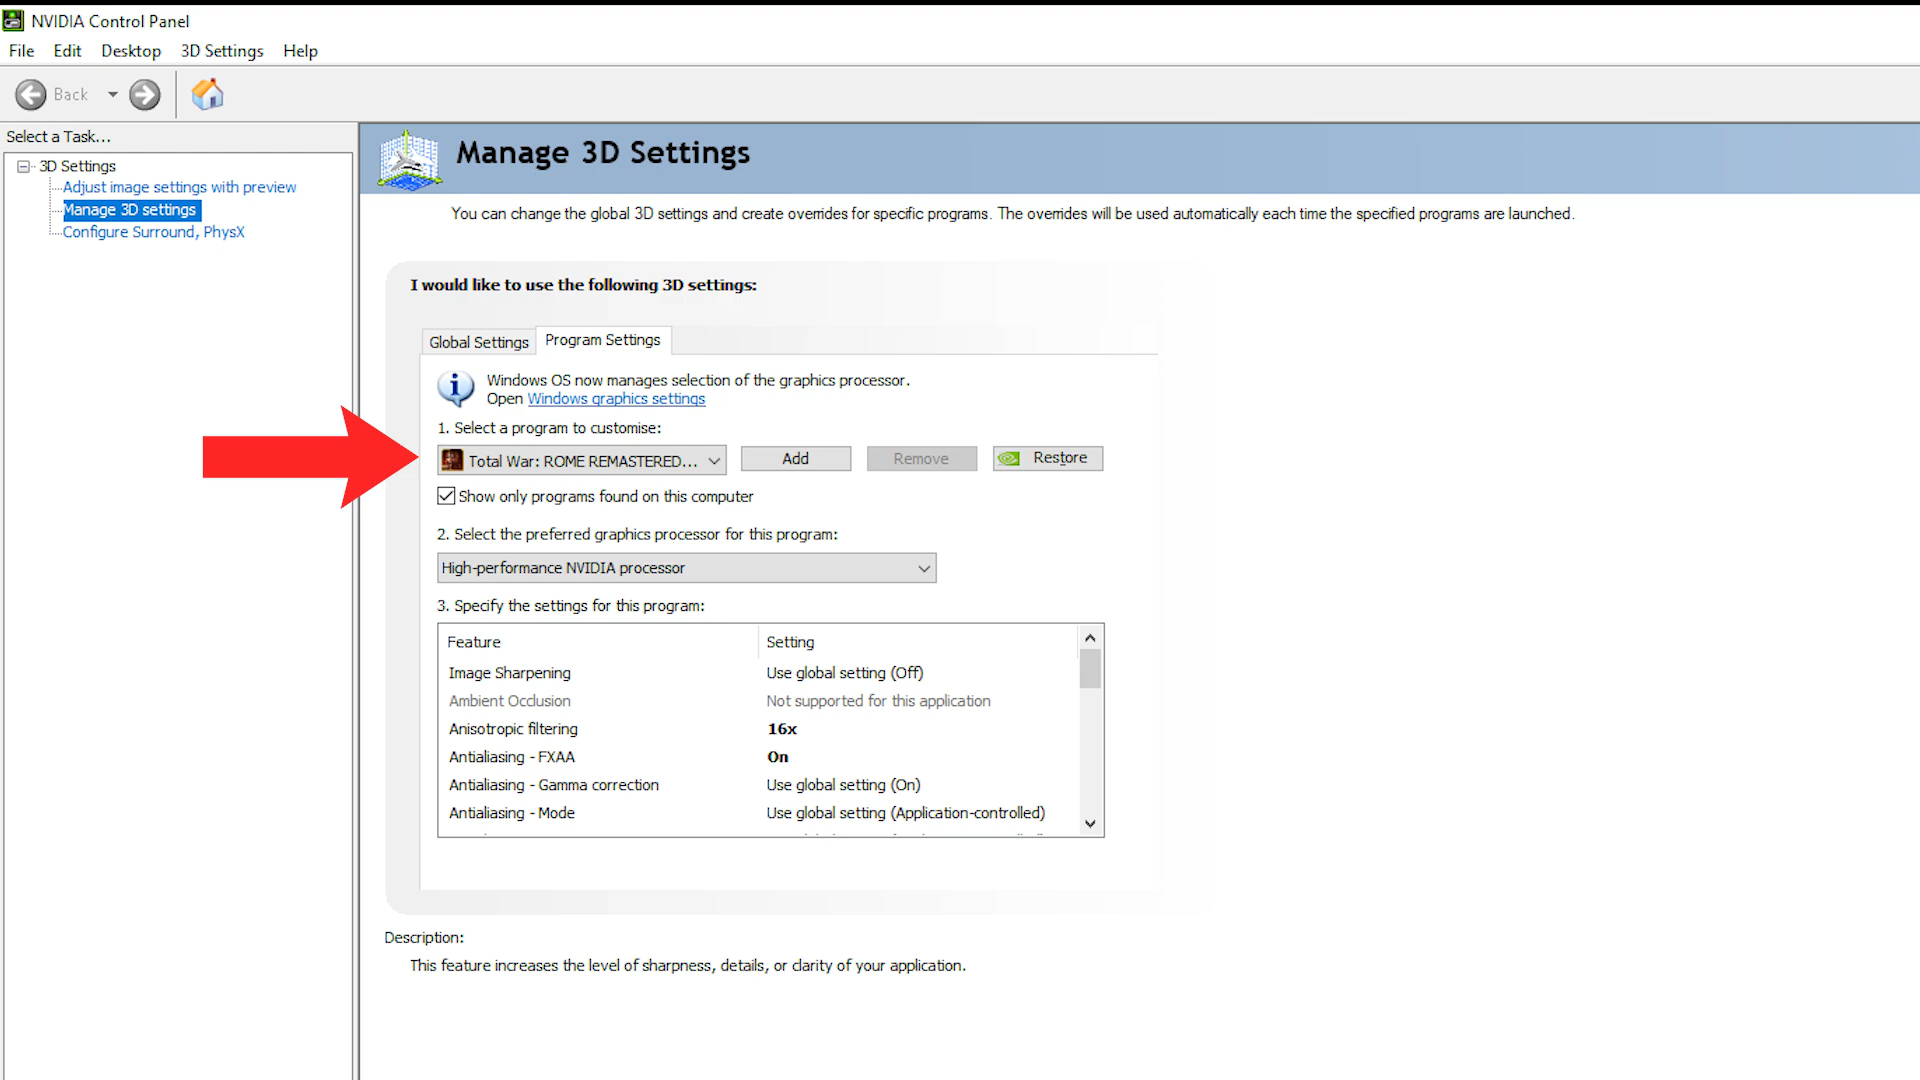 NVIDIA Control Panel
File Edit Desktop 3D Settings Help
Back
Select a Task...
3D Settings
Adjust image settings with preview
Manage 3D settings
Configure Surround, PhysX
Manage 3D Settings
You can change the global 3D settings and create overrides for specific programs. The overrides will be used automatically each time the specified programs are launched.
I would like to use the following 3D settings:
Global Settings Program Settings
Windows OS now manages selection of the graphics processor.
Open Windows graphics settings
1. Select a program to customise:
Total War: ROME REMASTERED... Add Remove Restore
Show only programs found on this computer
2. Select the preferred graphics processor for this program:
High-performance NVIDIA processor
3. Specify the settings for this program:
Feature Setting
Image Sharpening Use global setting (Off)
Ambient Occlusion Not supported for this application
Anisotropic filtering 16x
Antialiasing - FXAA On
Antialiasing - Gamma correction Use global setting (On)
Antialiasing - Mode Use global setting (Application-controlled)
Description:
This feature increases the level of sharpness, details, or clarity of your application.